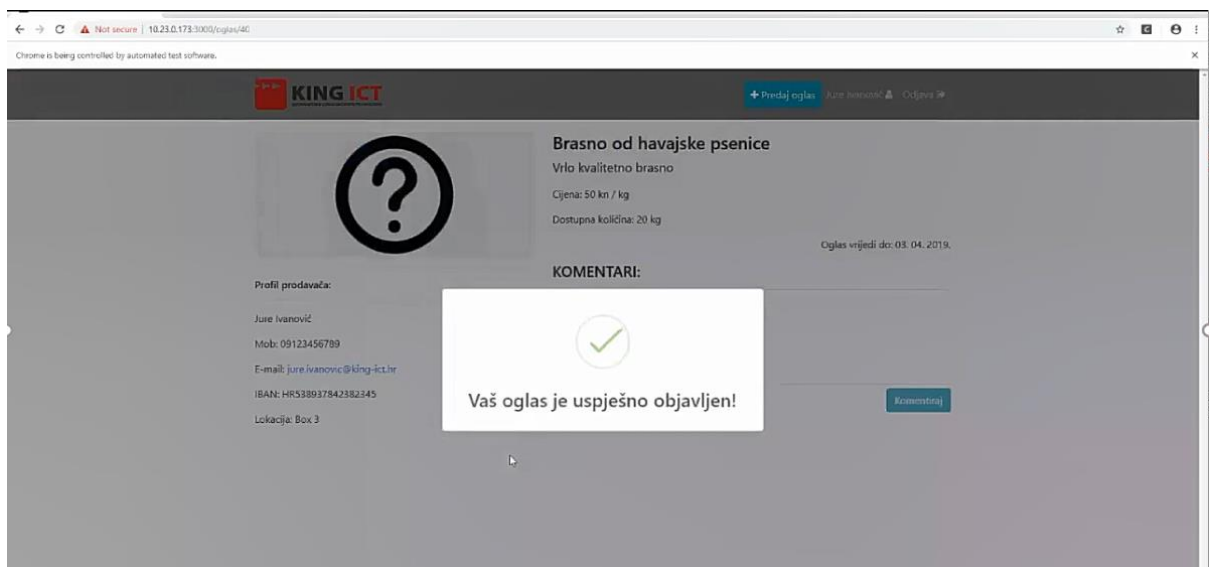 Not secure | 10.23.0.173:3000/oglas/40
Chrome is being controlled by automated test software.
KING ICT
+ Predaj oglas Jure Ivanović Odjava
Brasno od havajske psenice
Vrlo kvalitetno brasno
Cijena: 50 kn / kg
Dostupna količina: 20 kg
Oglas vrijedi do: 03. 04. 2019.
KOMENTARI:
Profil prodavača:
Jure Ivanović
Mob: 09123456789
E-mail: jure.ivanovic@king-ict.hr
IBAN: HR538937842382345
Lokacija: Box 3
Vaš oglas je uspješno objavljen!
Komentiraj